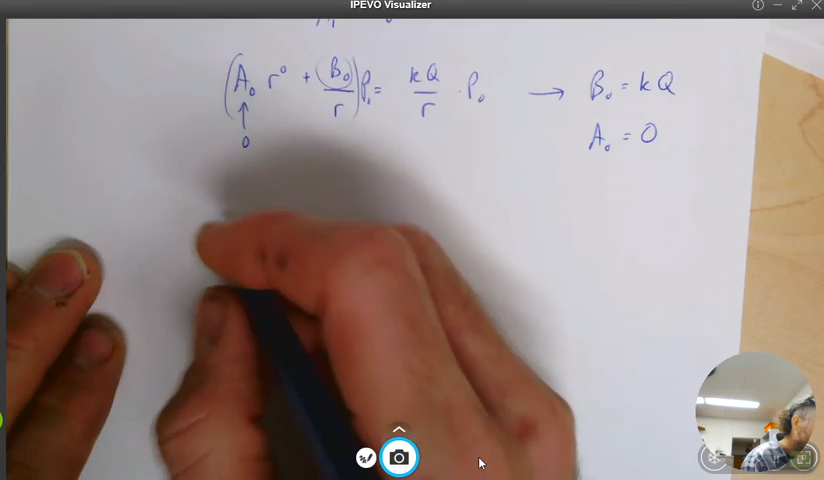 IPEVO Visualizer
(A₀ r⁰ + B₀/r) P₀ = kQ/r · P₀ → B₀ = kQ
↑ A₀ = 0
0